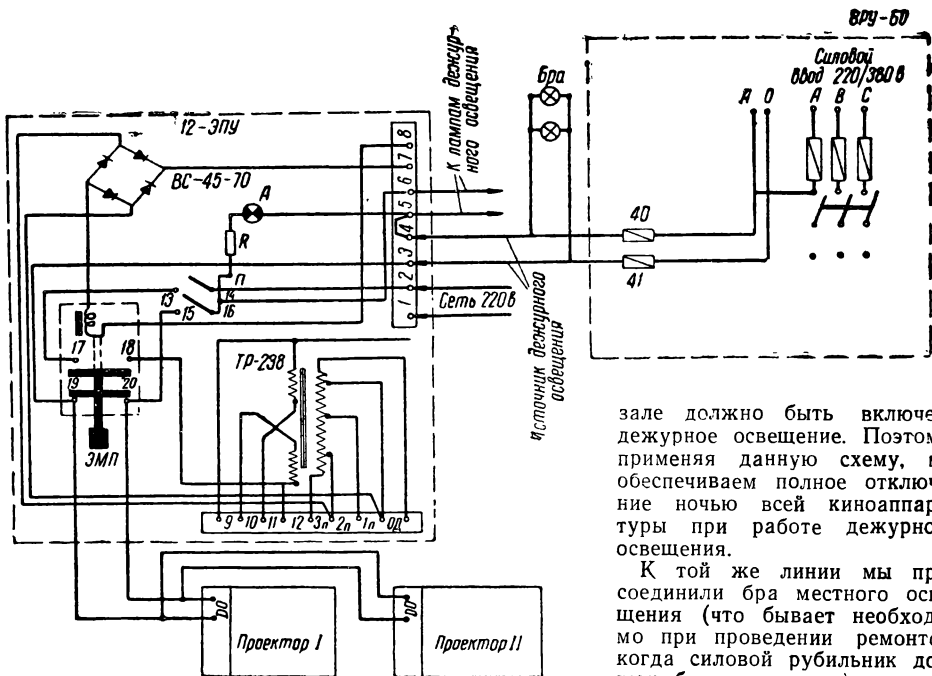 ВРУ-60
Силовой
Ввод 220/380 в
Д О А В С
Бра
К лампам дежур-
ного освещения
12-ЭПУ
ВС-45-70
Д
R
П
8
7
6
5
4
3
2
1
40
41
13
14
15
16
Сеть 220 в
Источник дежурного
освещения
17
18
19
20
ЭМП
ТР-298
9 10 11 12 3п 2п 1п ОД
ДО
Проектор I
ДО
Проектор II
зале должно быть включе
дежурное освещение. Поэтом
применяя данную схему,
обеспечиваем полное отключ
ние ночью всей киноаппар
туры при работе дежурно
освещения.
К той же линии мы пр
соединили бра местного осв
щения (что бывает необход
мо при проведении ремонт
когда силовой рубильник до